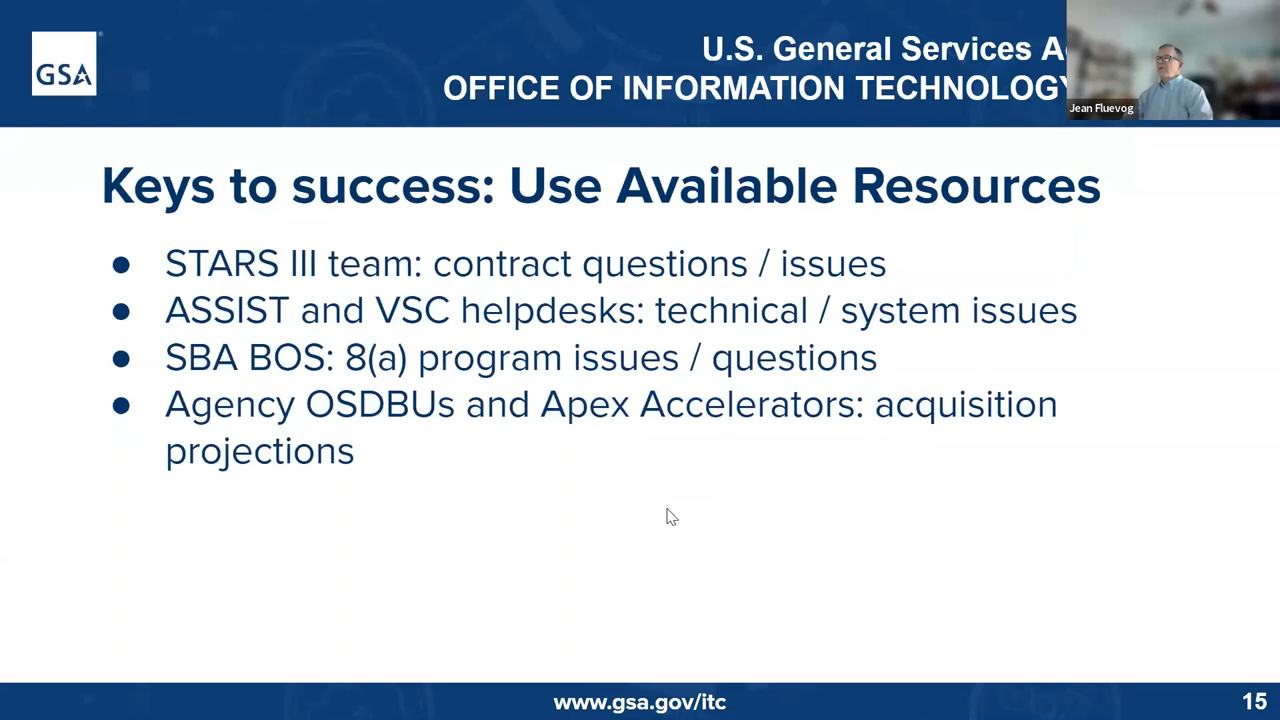 GSA
U.S. General Services A
OFFICE OF INFORMATION TECHNOLOGY
Jean Fluevog
Keys to success: Use Available Resources
● STARS III team: contract questions / issues
● ASSIST and VSC helpdesks: technical / system issues
● SBA BOS: 8(a) program issues / questions
● Agency OSDBUs and Apex Accelerators: acquisition
projections
www.gsa.gov/itc
15